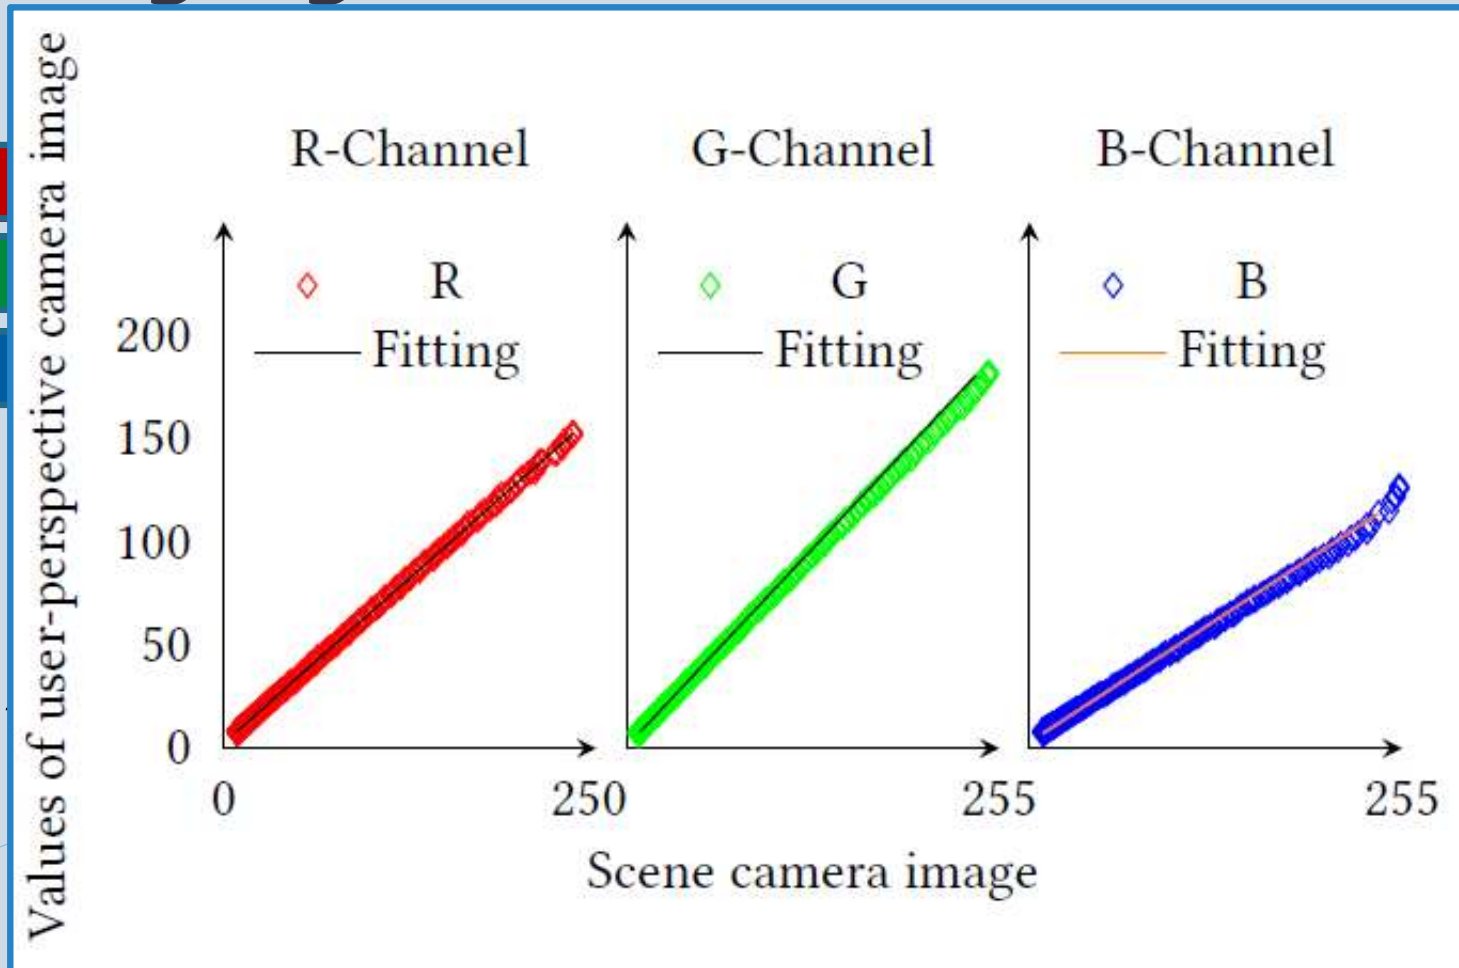 Values of user-perspective camera image
R-Channel
G-Channel
B-Channel
R
Fitting
G
Fitting
B
Fitting
200
150
100
50
0
0
250
255
255
Scene camera image